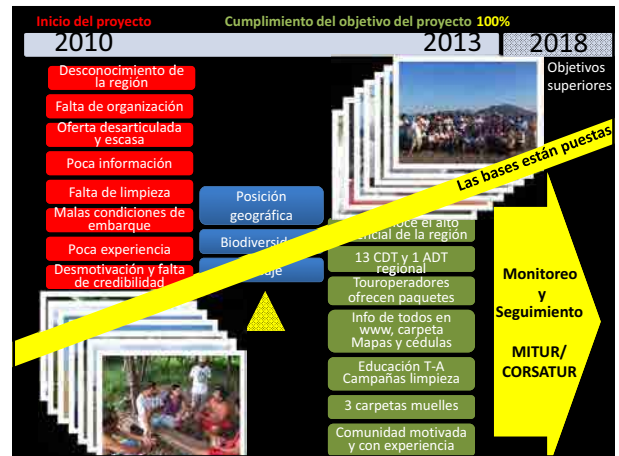 Inicio del proyecto
Cumplimiento del objetivo del proyecto 100%
2010
2013
2018
Objetivos
superiores
Desconocimiento de
la región
Falta de organización
Oferta desarticulada
y escasa
Poca información
Falta de limpieza
Malas condiciones de
embarque
Poca experiencia
Desmotivación y falta
de credibilidad
Posición
geográfica
Las bases están puestas
el alto
de la región
13 CDT y 1 ADT
regional
Touroperadores
ofrecen paquetes
Info de todos en
www, carpeta
Mapas y cédulas
Educación T-A
Campañas limpieza
3 carpetas muelles
Comunidad motivada
y con experiencia
Monitoreo
y
Seguimiento
MITUR/
CORSATUR